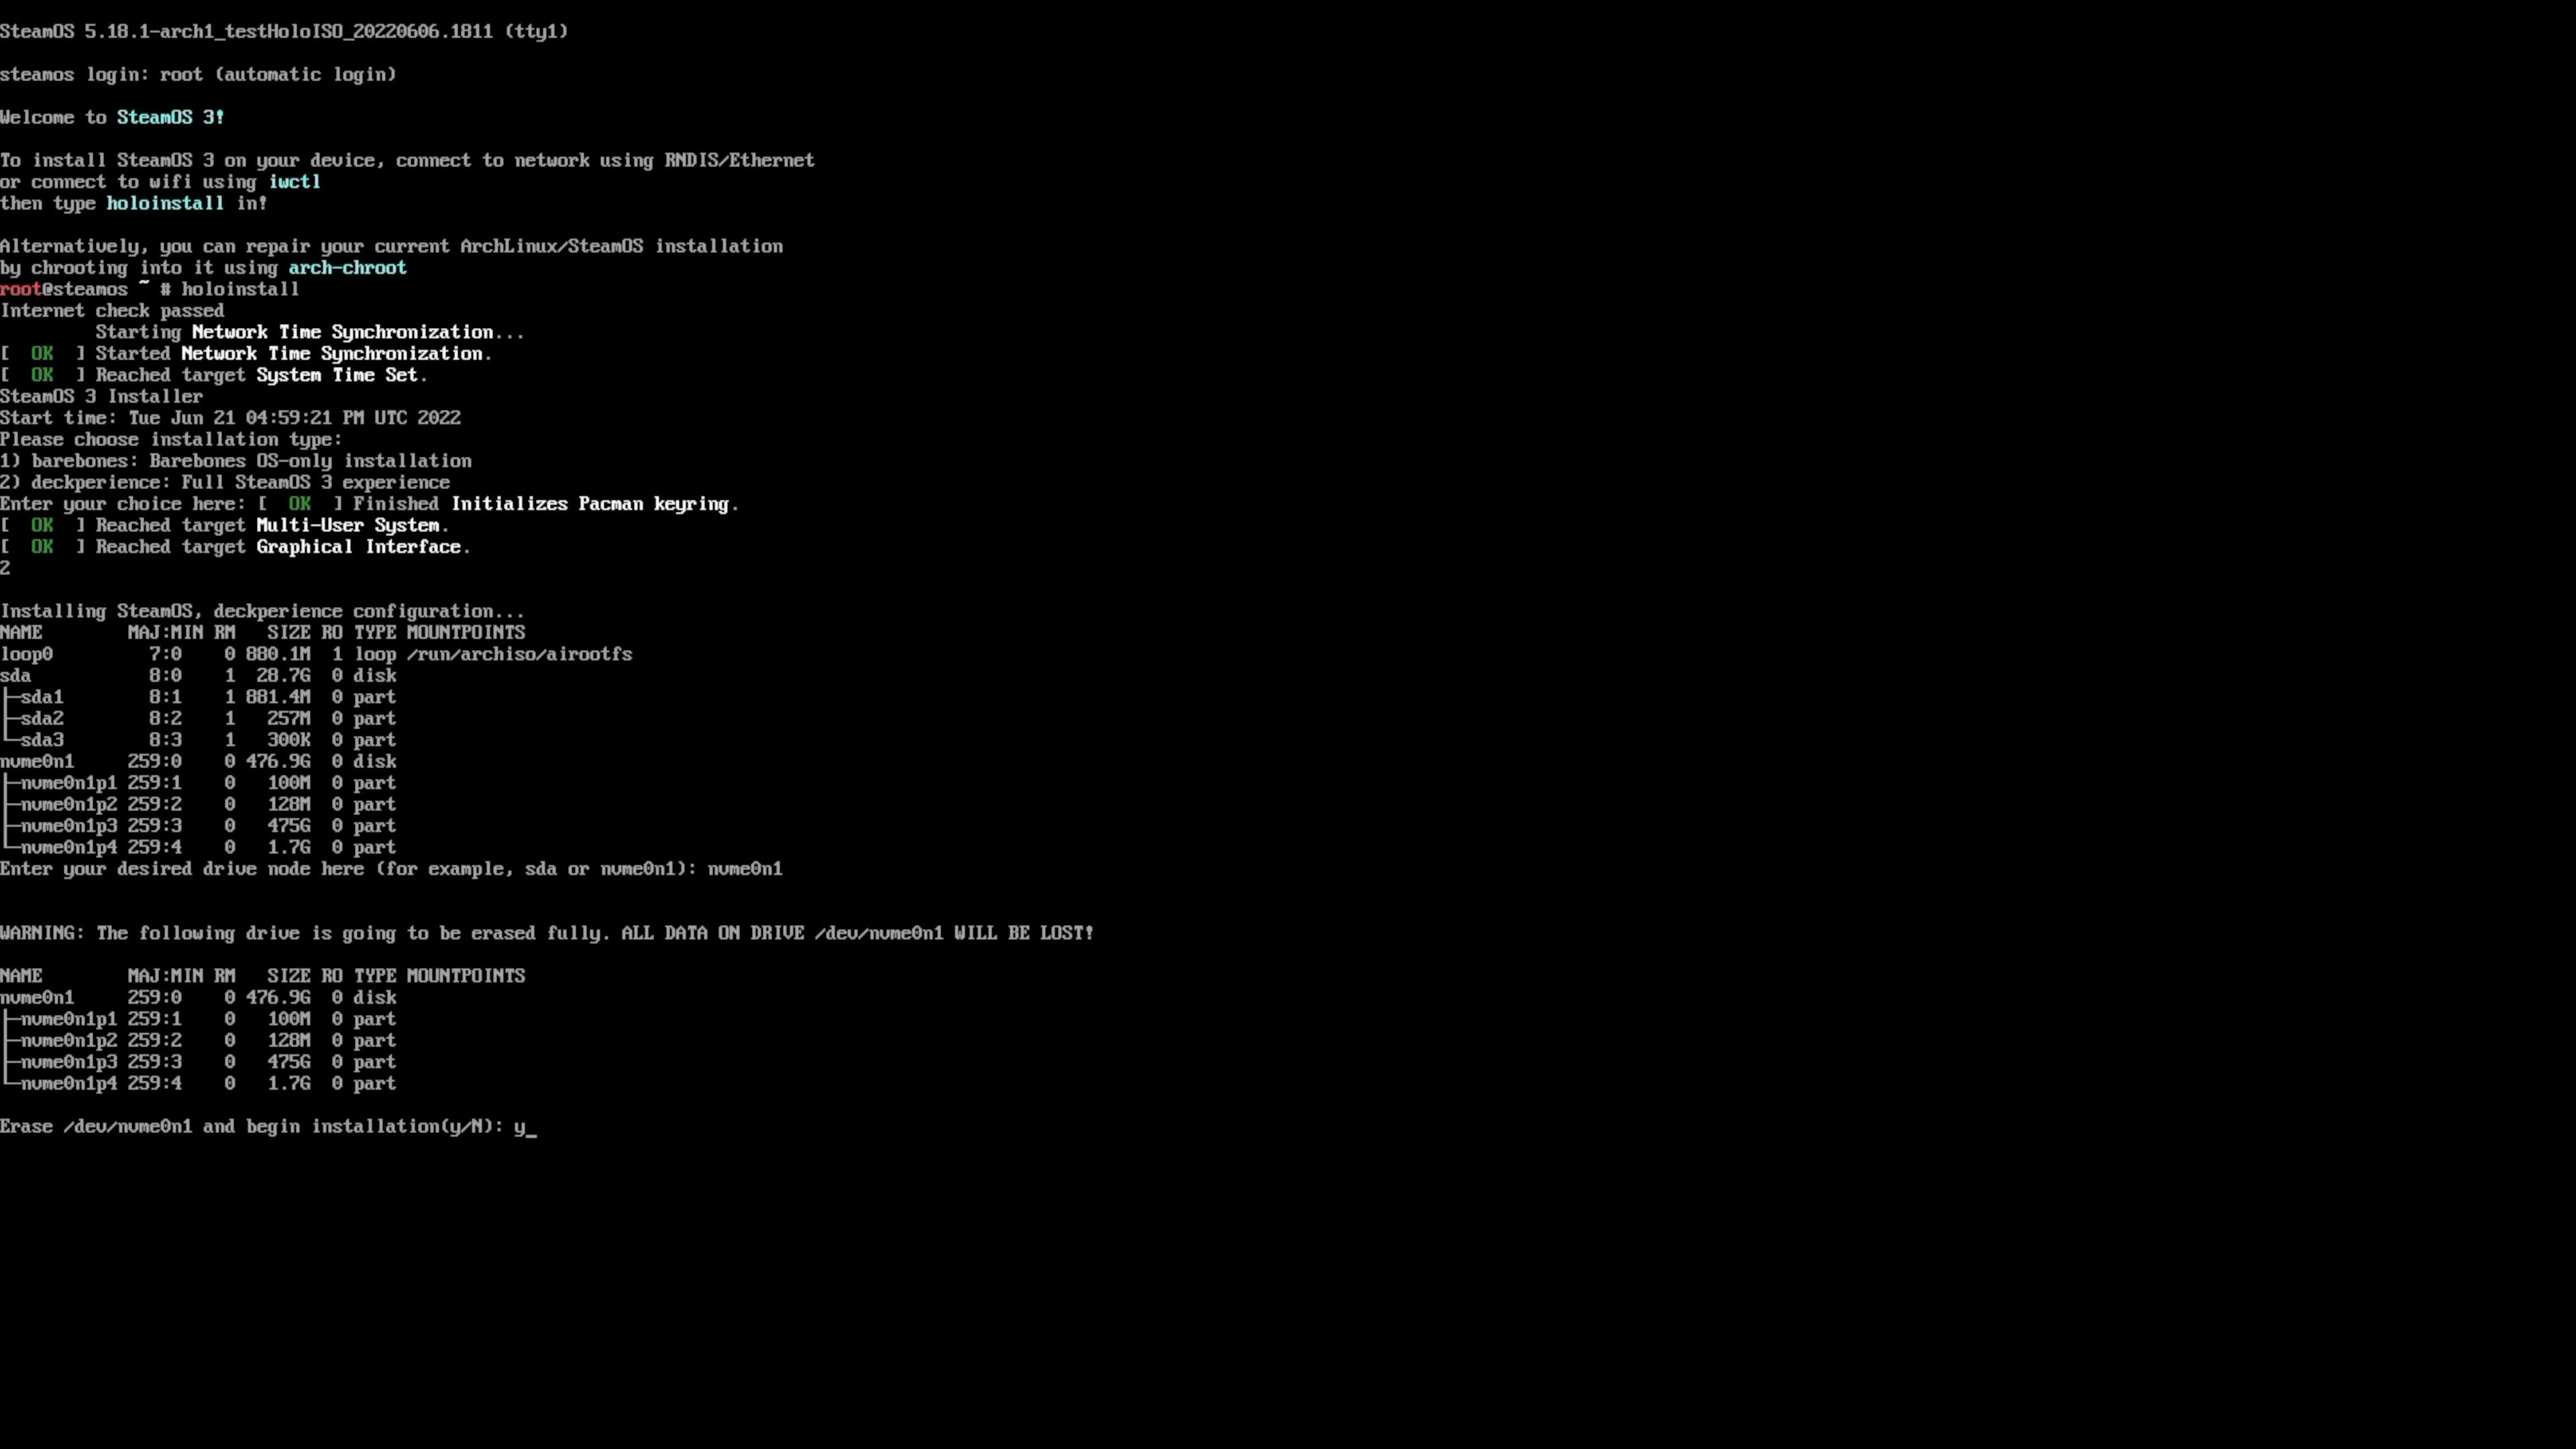 SteamOS 5.18.1-arch1_testHoloISO_20220606.1811 (tty1)
steamos login: root (automatic login)
Welcome to SteamOS 3!
To install SteamOS 3 on your device, connect to network using RNDIS/Ethernet
or connect to wifi using iwctl
then type holoinstall in!
Alternatively, you can repair your current ArchLinux/SteamOS installation
by chrooting into it using arch-chroot
root@steamos ~ # holoinstall
Internet check passed
Starting Network Time Synchronization...
[  OK  ] Started Network Time Synchronization.
[  OK  ] Reached target System Time Set.
SteamOS 3 Installer
Start time: Tue Jun 21 04:59:21 PM UTC 2022
Please choose installation type:
1) barebones: Barebones OS-only installation
2) deckperience: Full SteamOS 3 experience
Enter your choice here: [  OK  ] Finished Initializes Pacman keyring.
[  OK  ] Reached target Multi-User System.
[  OK  ] Reached target Graphical Interface.
2
Installing SteamOS, deckperience configuration...
NAME        MAJ:MIN RM   SIZE RO TYPE MOUNTPOINTS
loop0         7:0    0 880.1M  1 loop /run/archiso/airootfs
sda           8:0    1  28.7G  0 disk
├─sda1        8:1    1 881.4M  0 part
├─sda2        8:2    1   257M  0 part
└─sda3        8:3    1   300K  0 part
nvme0n1     259:0    0 476.9G  0 disk
├─nvme0n1p1 259:1    0   100M  0 part
├─nvme0n1p2 259:2    0   128M  0 part
├─nvme0n1p3 259:3    0   475G  0 part
└─nvme0n1p4 259:4    0   1.7G  0 part
Enter your desired drive node here (for example, sda or nvme0n1): nvme0n1
WARNING: The following drive is going to be erased fully. ALL DATA ON DRIVE /dev/nvme0n1 WILL BE LOST!
NAME        MAJ:MIN RM   SIZE RO TYPE MOUNTPOINTS
nvme0n1     259:0    0 476.9G  0 disk
├─nvme0n1p1 259:1    0   100M  0 part
├─nvme0n1p2 259:2    0   128M  0 part
├─nvme0n1p3 259:3    0   475G  0 part
└─nvme0n1p4 259:4    0   1.7G  0 part
Erase /dev/nvme0n1 and begin installation(y/N): y_